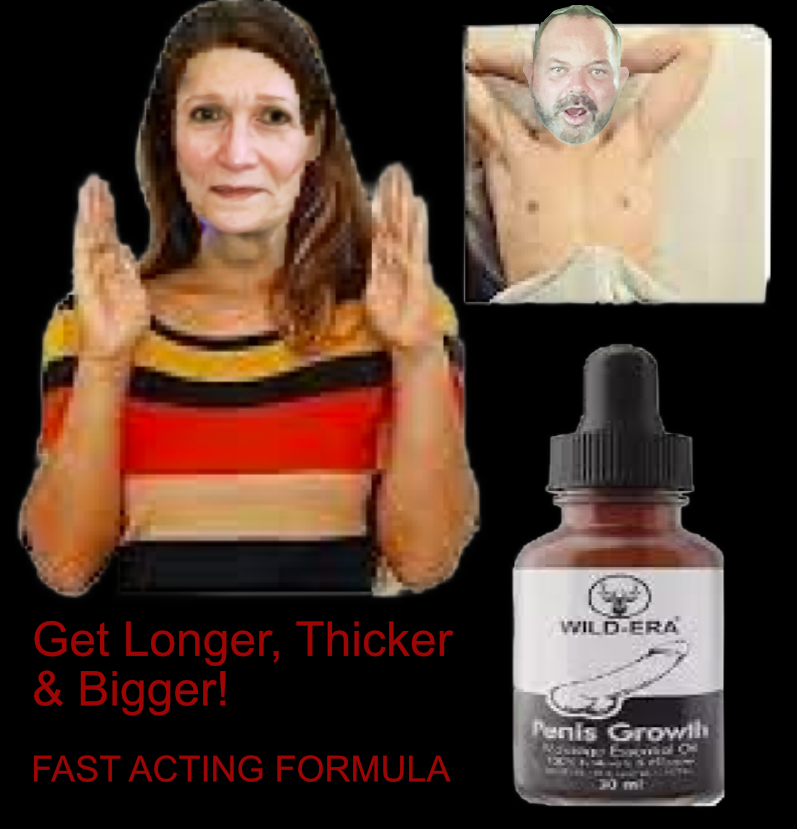 Get Longer, Thicker
& Bigger!
FAST ACTING FORMULA
WILD-ERA
Penis Growth
Massage Essential Oil
30 ml